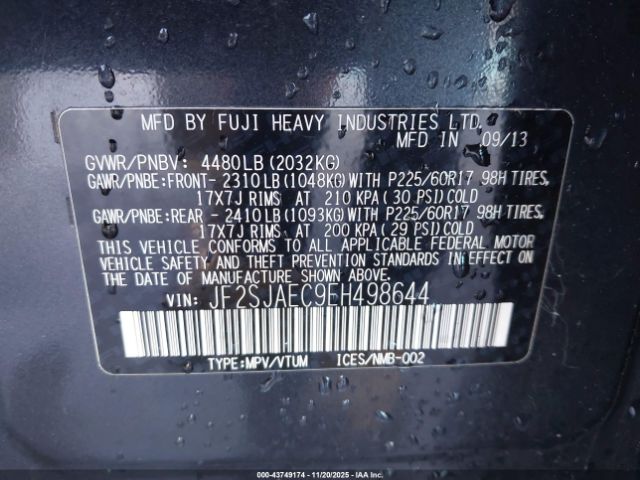 MFD BY FUJI HEAVY INDUSTRIES LTD.
MFD IN 09/13
GVWR/PNBV: 4480LB (2032KG)
GAWR/PNBE:FRONT- 2310LB (1048KG)WITH P225/60R17 98H TIRES,
17X7J RIMS AT 210 KPA (30 PSI)COLD
GAWR/PNBE:REAR - 2410LB (1093KG)WITH P225/60R17 98H TIRES,
17X7J RIMS AT 200 KPA (29 PSI)COLD
THIS VEHICLE CONFORMS TO ALL APPLICABLE FEDERAL MOTOR
VEHICLE SAFETY AND THEFT PREVENTION STANDARDS IN EFFECT ON
THE DATE OF MANUFACTURE SHOWN ABOVE.
VIN: JF2SJAEC9EH498644
TYPE:MPV/VTUM ICES/NMB-002
000-43749174 - 11/20/2025 - IAAI.COM